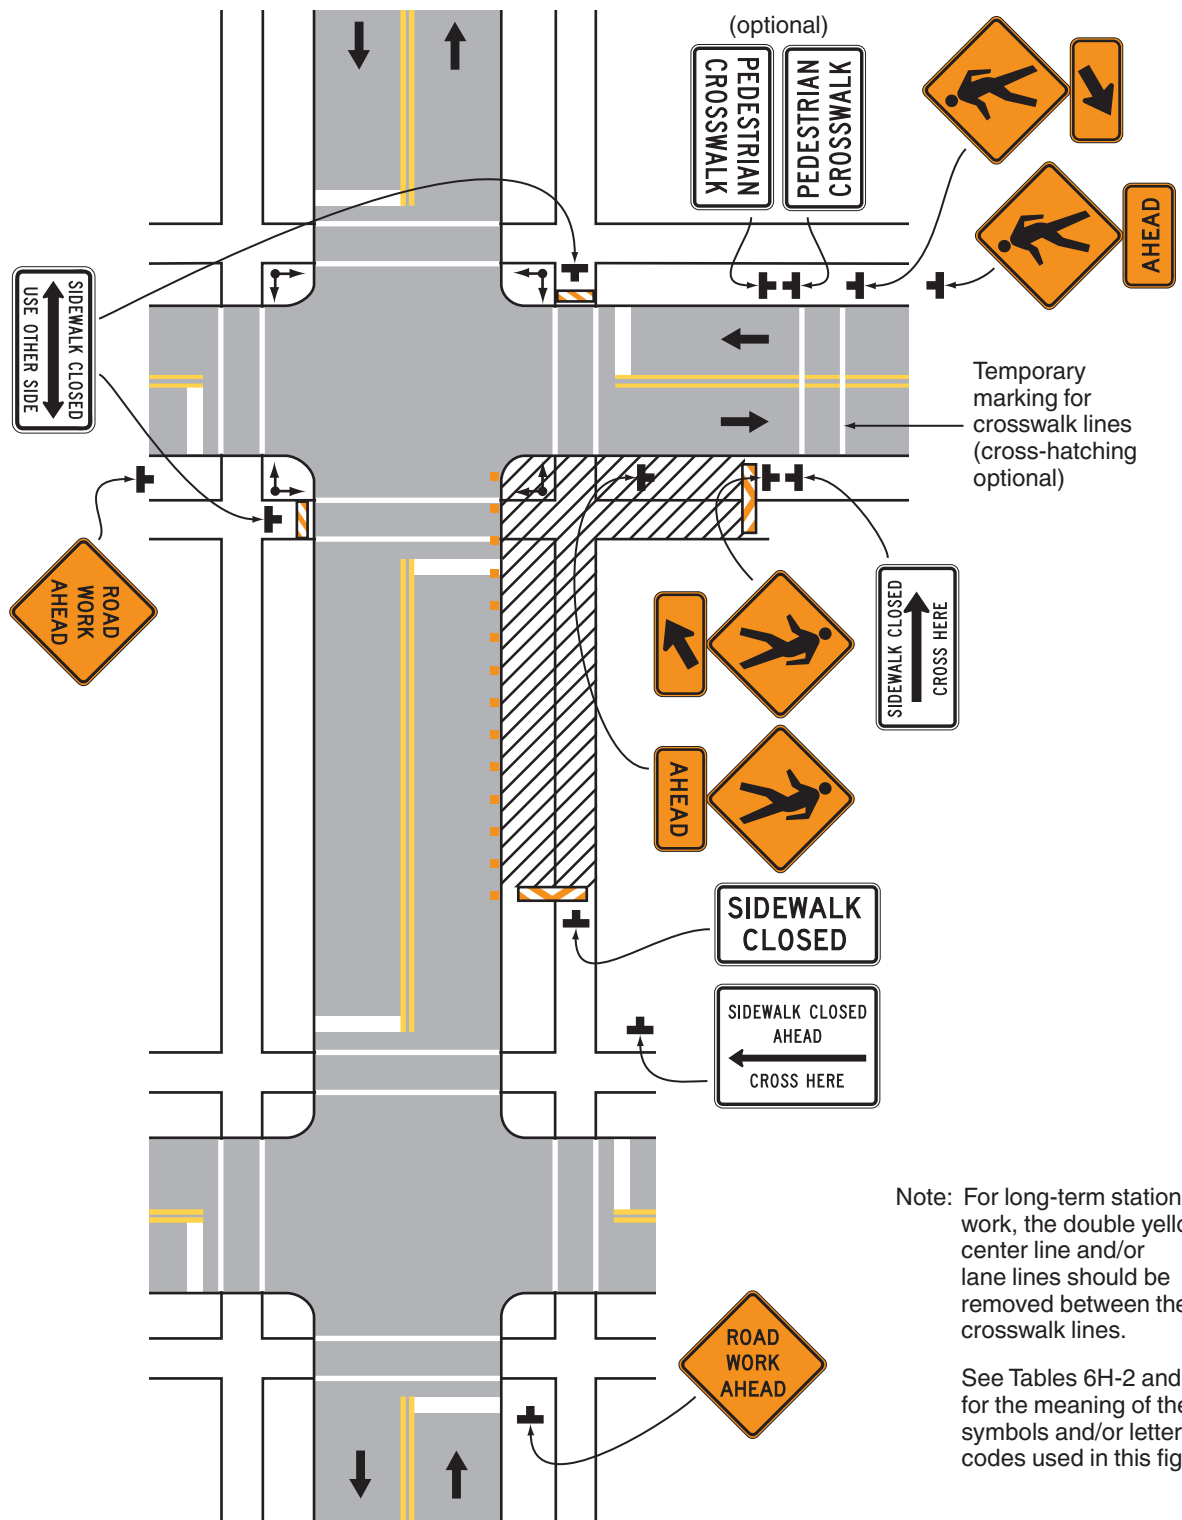 (optional)
PEDESTRIAN
CROSSWALK
PEDESTRIAN
CROSSWALK
AHEAD
SIDEWALK CLOSED
USE OTHER SIDE
Temporary
marking for
crosswalk lines
(cross-hatching
optional)
ROAD
WORK
AHEAD
SIDEWALK CLOSED
CROSS HERE
AHEAD
SIDEWALK
CLOSED
SIDEWALK CLOSED
AHEAD
CROSS HERE
Note: For long-term station
work, the double yello
center line and/or
lane lines should be
removed between the
crosswalk lines.
ROAD
WORK
AHEAD
See Tables 6H-2 and
for the meaning of the
symbols and/or letter
codes used in this fig